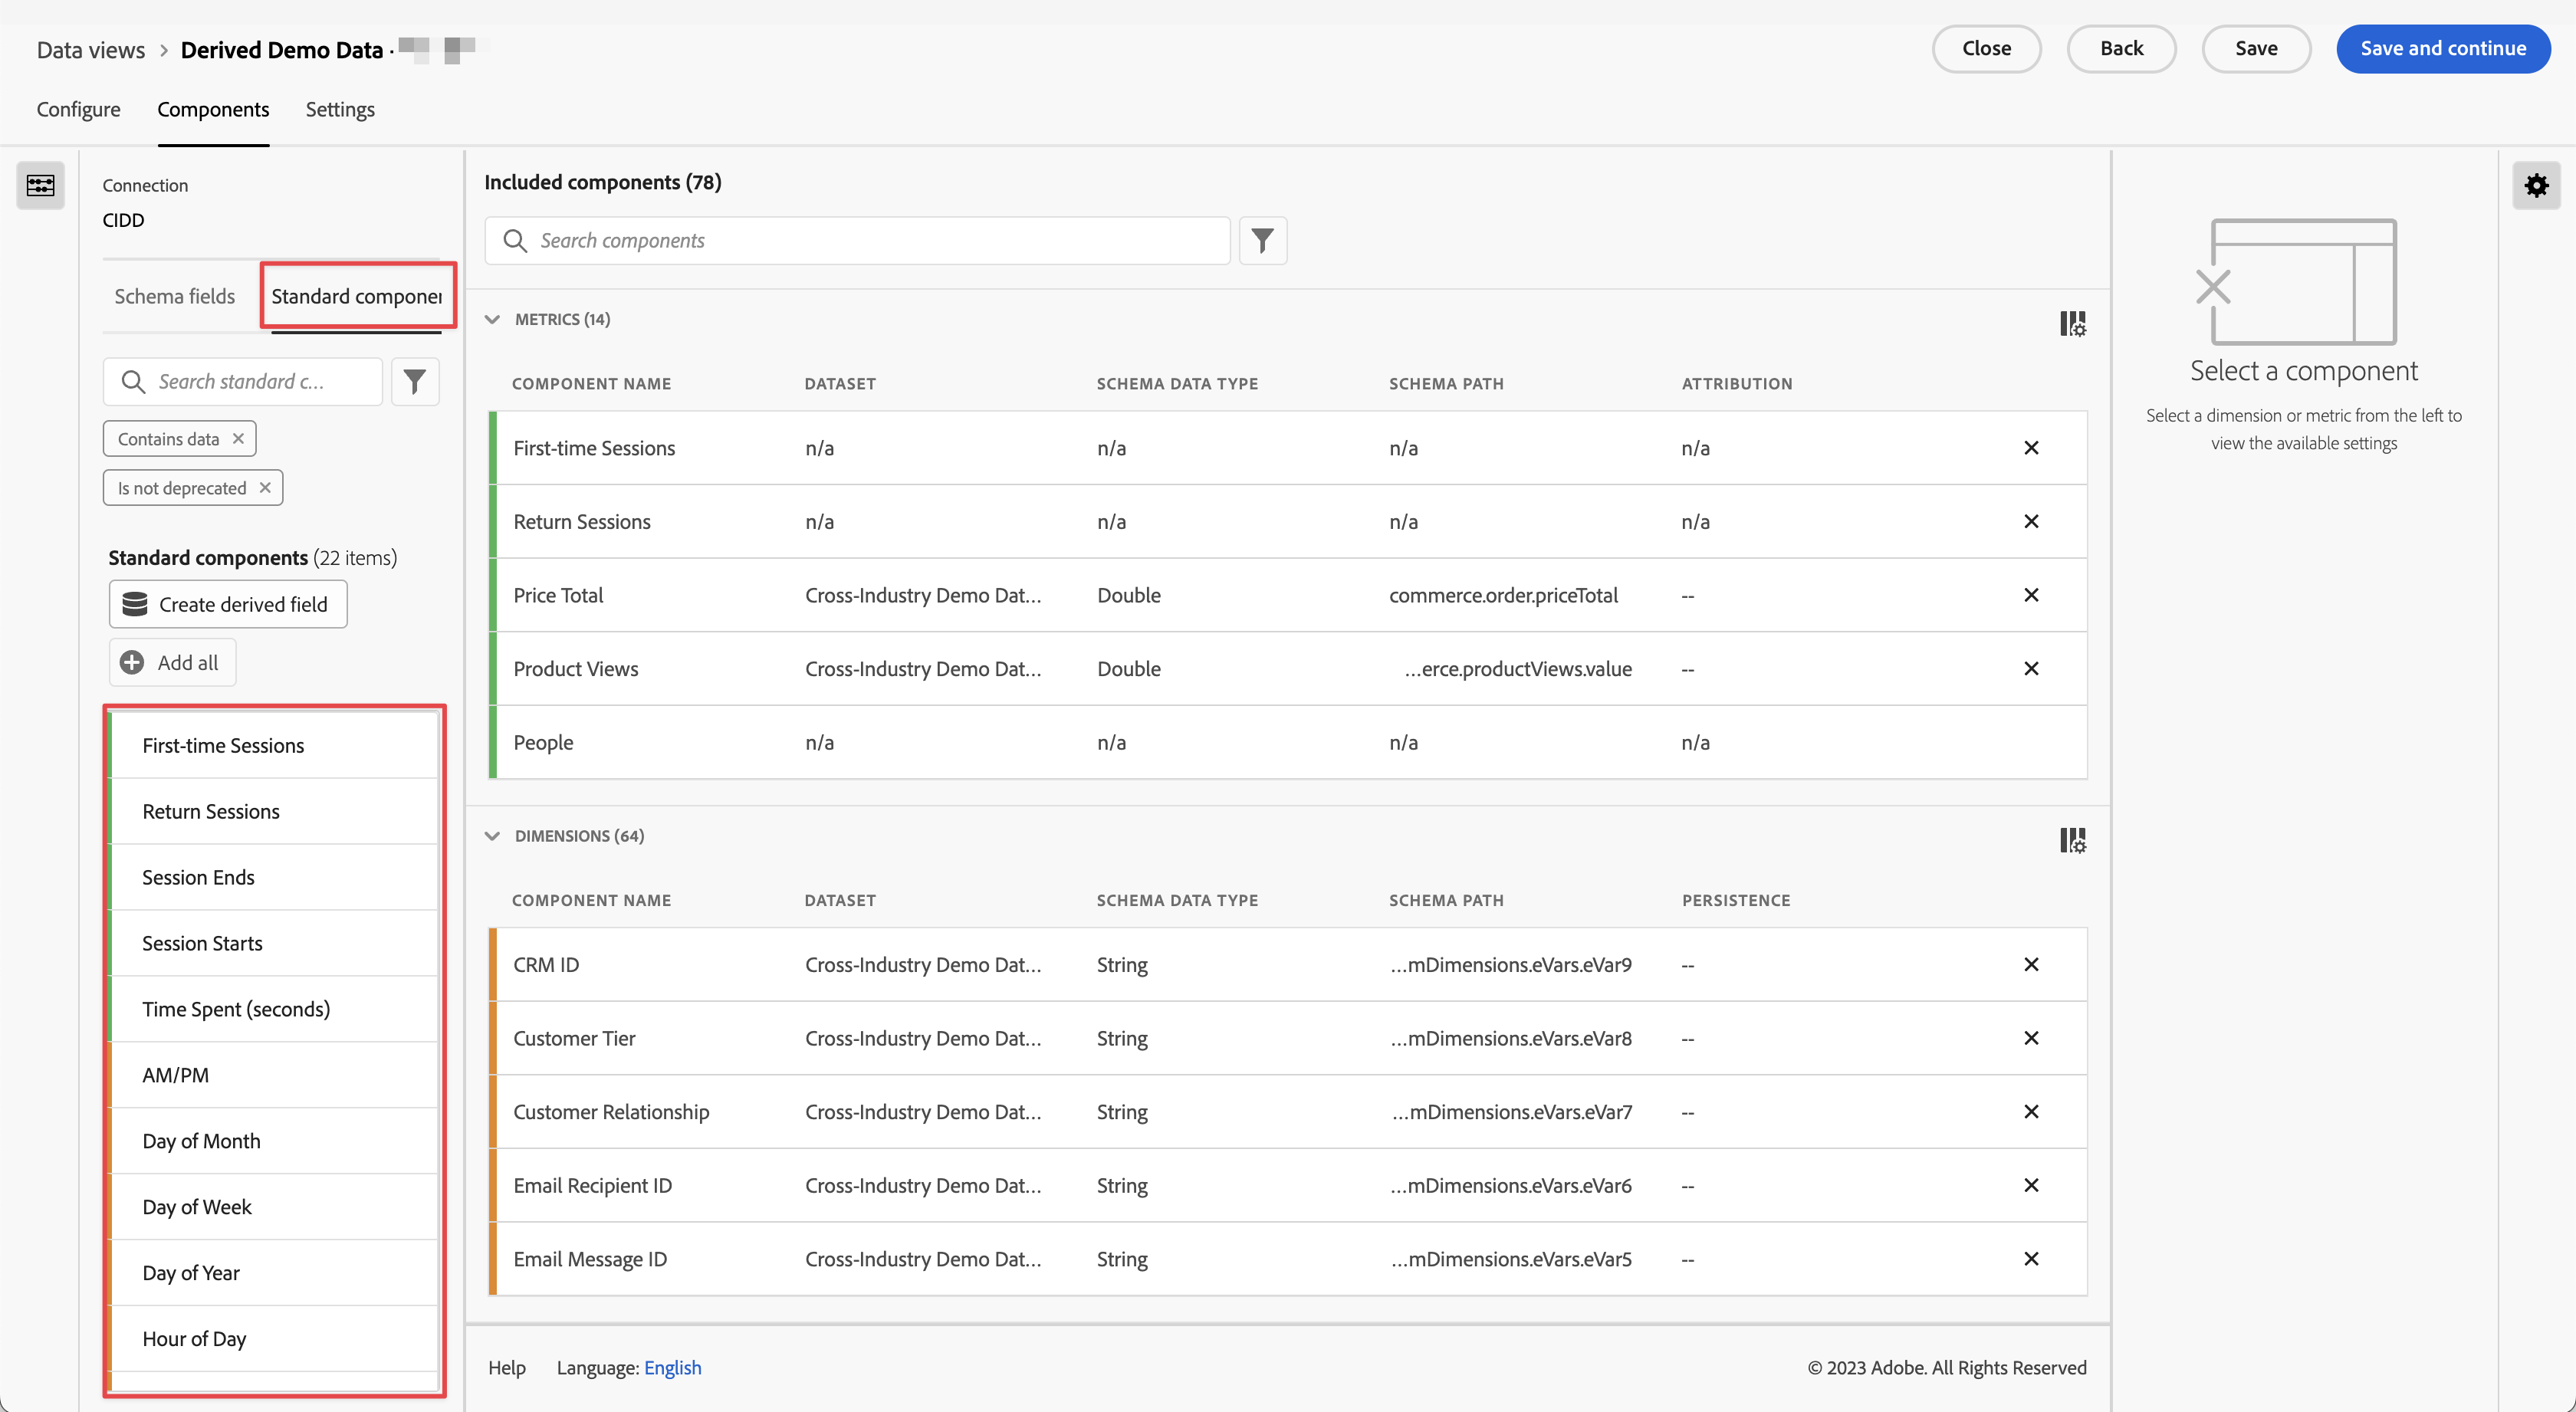 Data views > Derived Demo Data ·
Close
Back
Save
Save and continue
Configure
Components
Settings
Connection
CIDD
Schema fields
Standard componer
Search standard c...
Contains data
Is not deprecated
Standard components (22 items)
Create derived field
Add all
First-time Sessions
Return Sessions
Session Ends
Session Starts
Time Spent (seconds)
AM/PM
Day of Month
Day of Week
Day of Year
Hour of Day
Included components (78)
Search components
METRICS (14)
COMPONENT NAME DATASET SCHEMA DATA TYPE SCHEMA PATH ATTRIBUTION
First-time Sessions n/a n/a n/a n/a
Return Sessions n/a n/a n/a n/a
Price Total Cross-Industry Demo Dat... Double commerce.order.priceTotal --
Product Views Cross-Industry Demo Dat... Double ...erce.productViews.value --
People n/a n/a n/a n/a
DIMENSIONS (64)
COMPONENT NAME DATASET SCHEMA DATA TYPE SCHEMA PATH PERSISTENCE
CRM ID Cross-Industry Demo Dat... String ...mDimensions.eVars.eVar9 --
Customer Tier Cross-Industry Demo Dat... String ...mDimensions.eVars.eVar8 --
Customer Relationship Cross-Industry Demo Dat... String ...mDimensions.eVars.eVar7 --
Email Recipient ID Cross-Industry Demo Dat... String ...mDimensions.eVars.eVar6 --
Email Message ID Cross-Industry Demo Dat... String ...mDimensions.eVars.eVar5 --
Help Language: English © 2023 Adobe. All Rights Reserved
Select a component
Select a dimension or metric from the left to
view the available settings